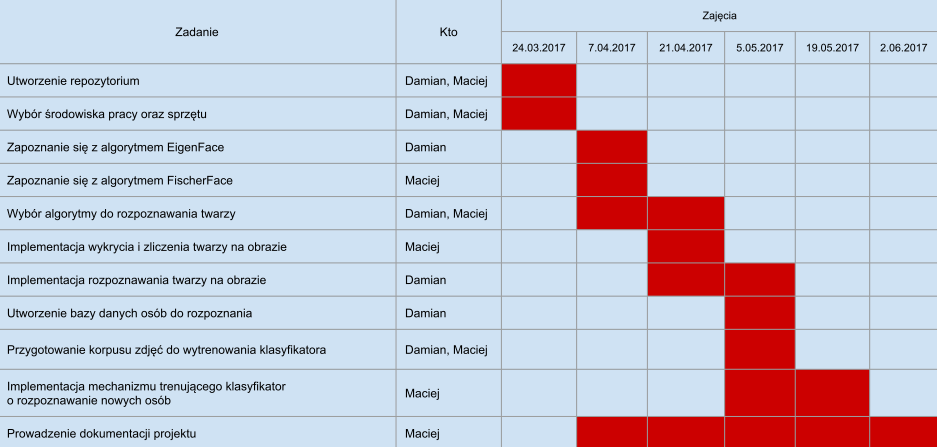 Zadanie
Kto
Zajęcia
24.03.2017
7.04.2017
21.04.2017
5.05.2017
19.05.2017
2.06.2017
Utworzenie repozytorium
Damian, Maciej
Wybór środowiska pracy oraz sprzętu
Damian, Maciej
Zapoznanie się z algorytmem EigenFace
Damian
Zapoznanie się z algorytmem FischerFace
Maciej
Wybór algorytmy do rozpoznawania twarzy
Damian, Maciej
Implementacja wykrycia i zliczenia twarzy na obrazie
Maciej
Implementacja rozpoznawania twarzy na obrazie
Damian
Utworzenie bazy danych osób do rozpoznania
Damian
Przygotowanie korpusu zdjęć do wytrenowania klasyfikatora
Damian, Maciej
Implementacja mechanizmu trenującego klasyfikator
o rozpoznawanie nowych osób
Maciej
Prowadzenie dokumentacji projektu
Maciej